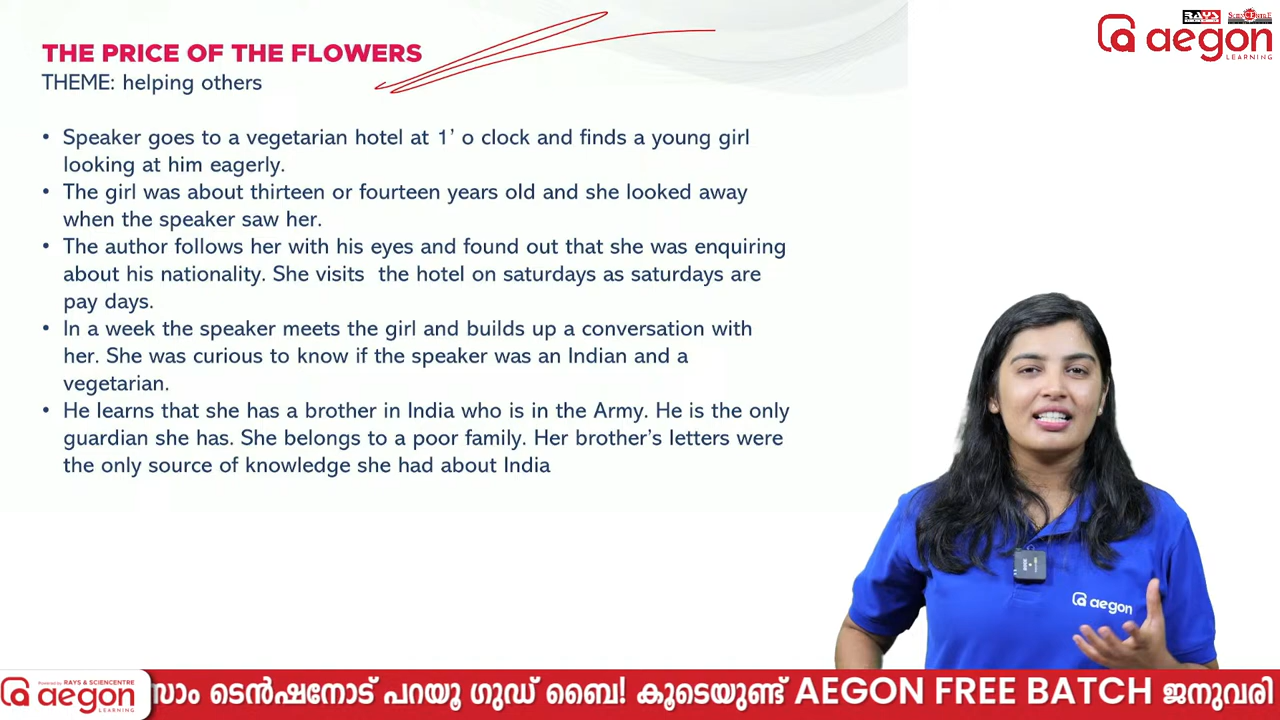 THE PRICE OF THE FLOWERS
THEME: helping others
• Speaker goes to a vegetarian hotel at 1’ o clock and finds a young girl
looking at him eagerly.
• The girl was about thirteen or fourteen years old and she looked away
when the speaker saw her.
• The author follows her with his eyes and found out that she was enquiring
about his nationality. She visits the hotel on saturdays as saturdays are
pay days.
• In a week the speaker meets the girl and builds up a conversation with
her. She was curious to know if the speaker was an Indian and a
vegetarian.
• He learns that she has a brother in India who is in the Army. He is the only
guardian she has. She belongs to a poor family. Her brother’s letters were
the only source of knowledge she had about India
RAYS
aegon
LEARNING
aegon
Powered by RAYS & SCIENCENTRE
aegon
LEARNING
സാം ടെൻഷനോട് പറയൂ ഗുഡ് ബൈ! കൂടെയുണ്ട് AEGON FREE BATCH ജനുവരി